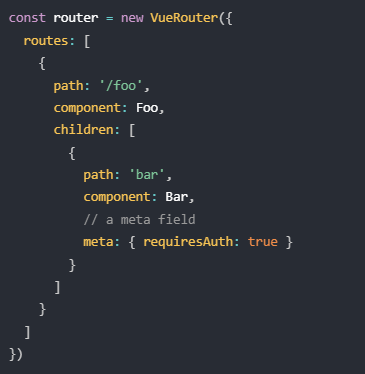 const router = new VueRouter({
  routes: [
    {
      path: '/foo',
      component: Foo,
      children: [
        {
          path: 'bar',
          component: Bar,
          // a meta field
          meta: { requiresAuth: true }
        }
      ]
    }
  ]
})